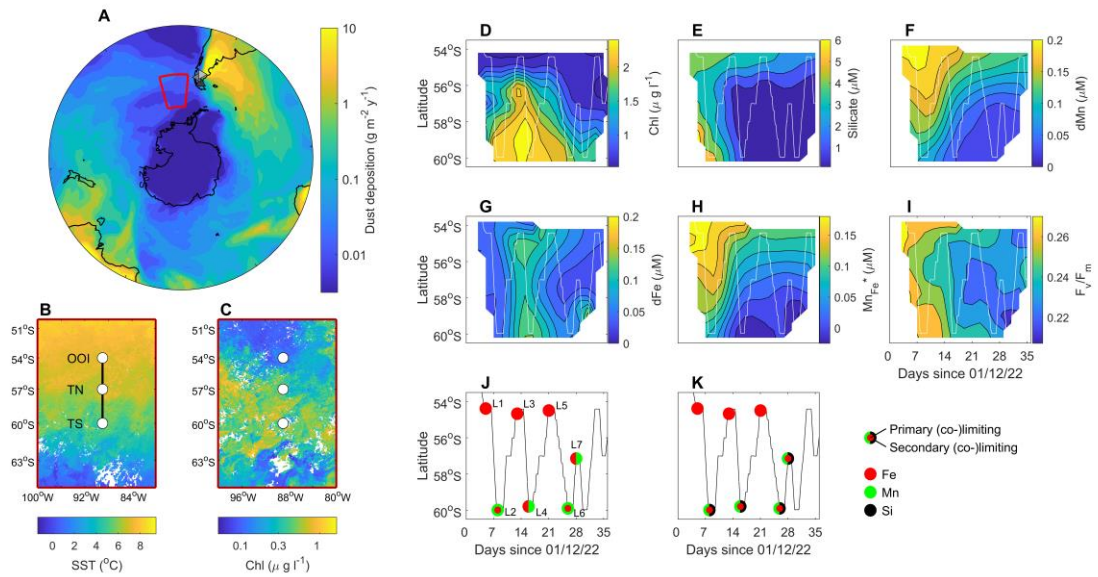 A
Dust deposition (g m-2 y-1)
10
1
0.1
0.01
B
51°S
54°S
57°S
60°S
63°S
OOI
TN
TS
100°W
92°W
84°W
0 2 4 6 8
SST (°C)
C
51°S
54°S
57°S
60°S
63°S
96°W
88°W
80°W
0.1 0.3 1
Chl (μ g l-1)
D
Latitude
54°S
56°S
58°S
60°S
2
1.5
1
0.5
Chl (μ g l-1)
E
6
5
4
3
2
1
Silicate (μM)
F
0.2
0.15
0.1
0.05
0
dMn (μM)
G
Latitude
54°S
56°S
58°S
60°S
0.2
0.15
0.1
0.05
0
dFe (μM)
H
0.15
0.1
0.05
0
MnFe* (μM)
I
0.26
0.24
0.22
Fv/Fm
0 7 14 21 28 35
Days since 01/12/22
J
Latitude
54°S
56°S
58°S
60°S
L1
L3
L5
L7
L2
L4
L6
0 7 14 21 28 35
Days since 01/12/22
K
0 7 14 21 28 35
Days since 01/12/22
Primary (co-)limiting
Secondary (co-)limiting
Fe
Mn
Si